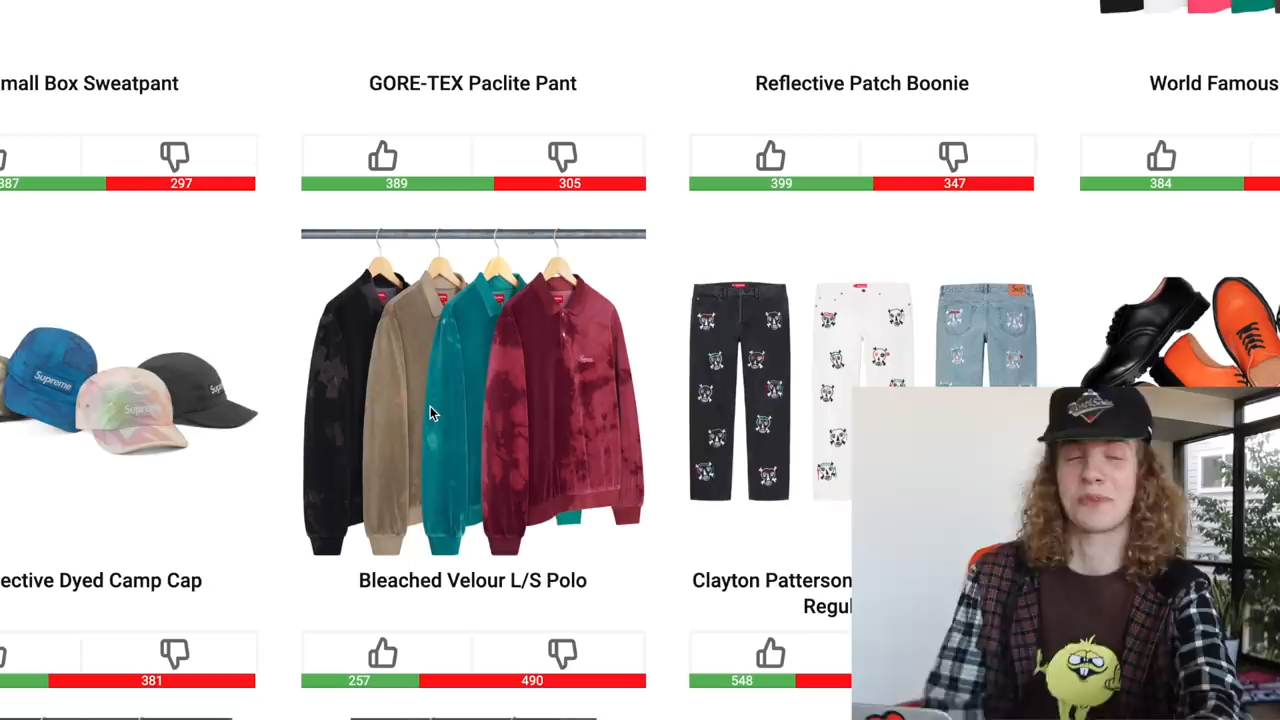 mall Box Sweatpant
GORE-TEX Paclite Pant
Reflective Patch Boonie
World Famous
387
297
389
305
399
347
384
Supreme
Supreme
Supreme
ective Dyed Camp Cap
Bleached Velour L/S Polo
Clayton Patterson
Regul
381
257
490
548